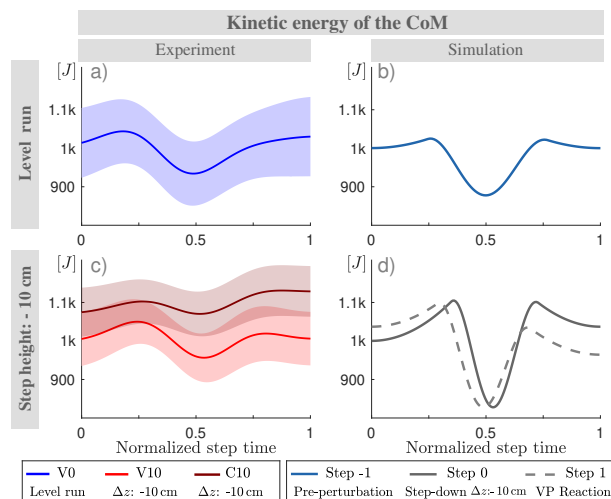 Kinetic energy of the CoM
Experiment
Simulation
Level run
[J]
a)
1.1k
1k
900
0
0.5
1
[J]
b)
1.1k
1k
900
0
0.5
1
Step height: - 10 cm
[J]
c)
1.1k
1k
900
0
0.5
1
Normalized step time
[J]
d)
1.1k
1k
900
0
0.5
1
Normalized step time
V0 V10 C10
Level run Δz: -10 cm Δz: -10 cm
Step -1 Step 0 Step 1
Pre-perturbation Step-down Δz:-10 cm VP Reaction